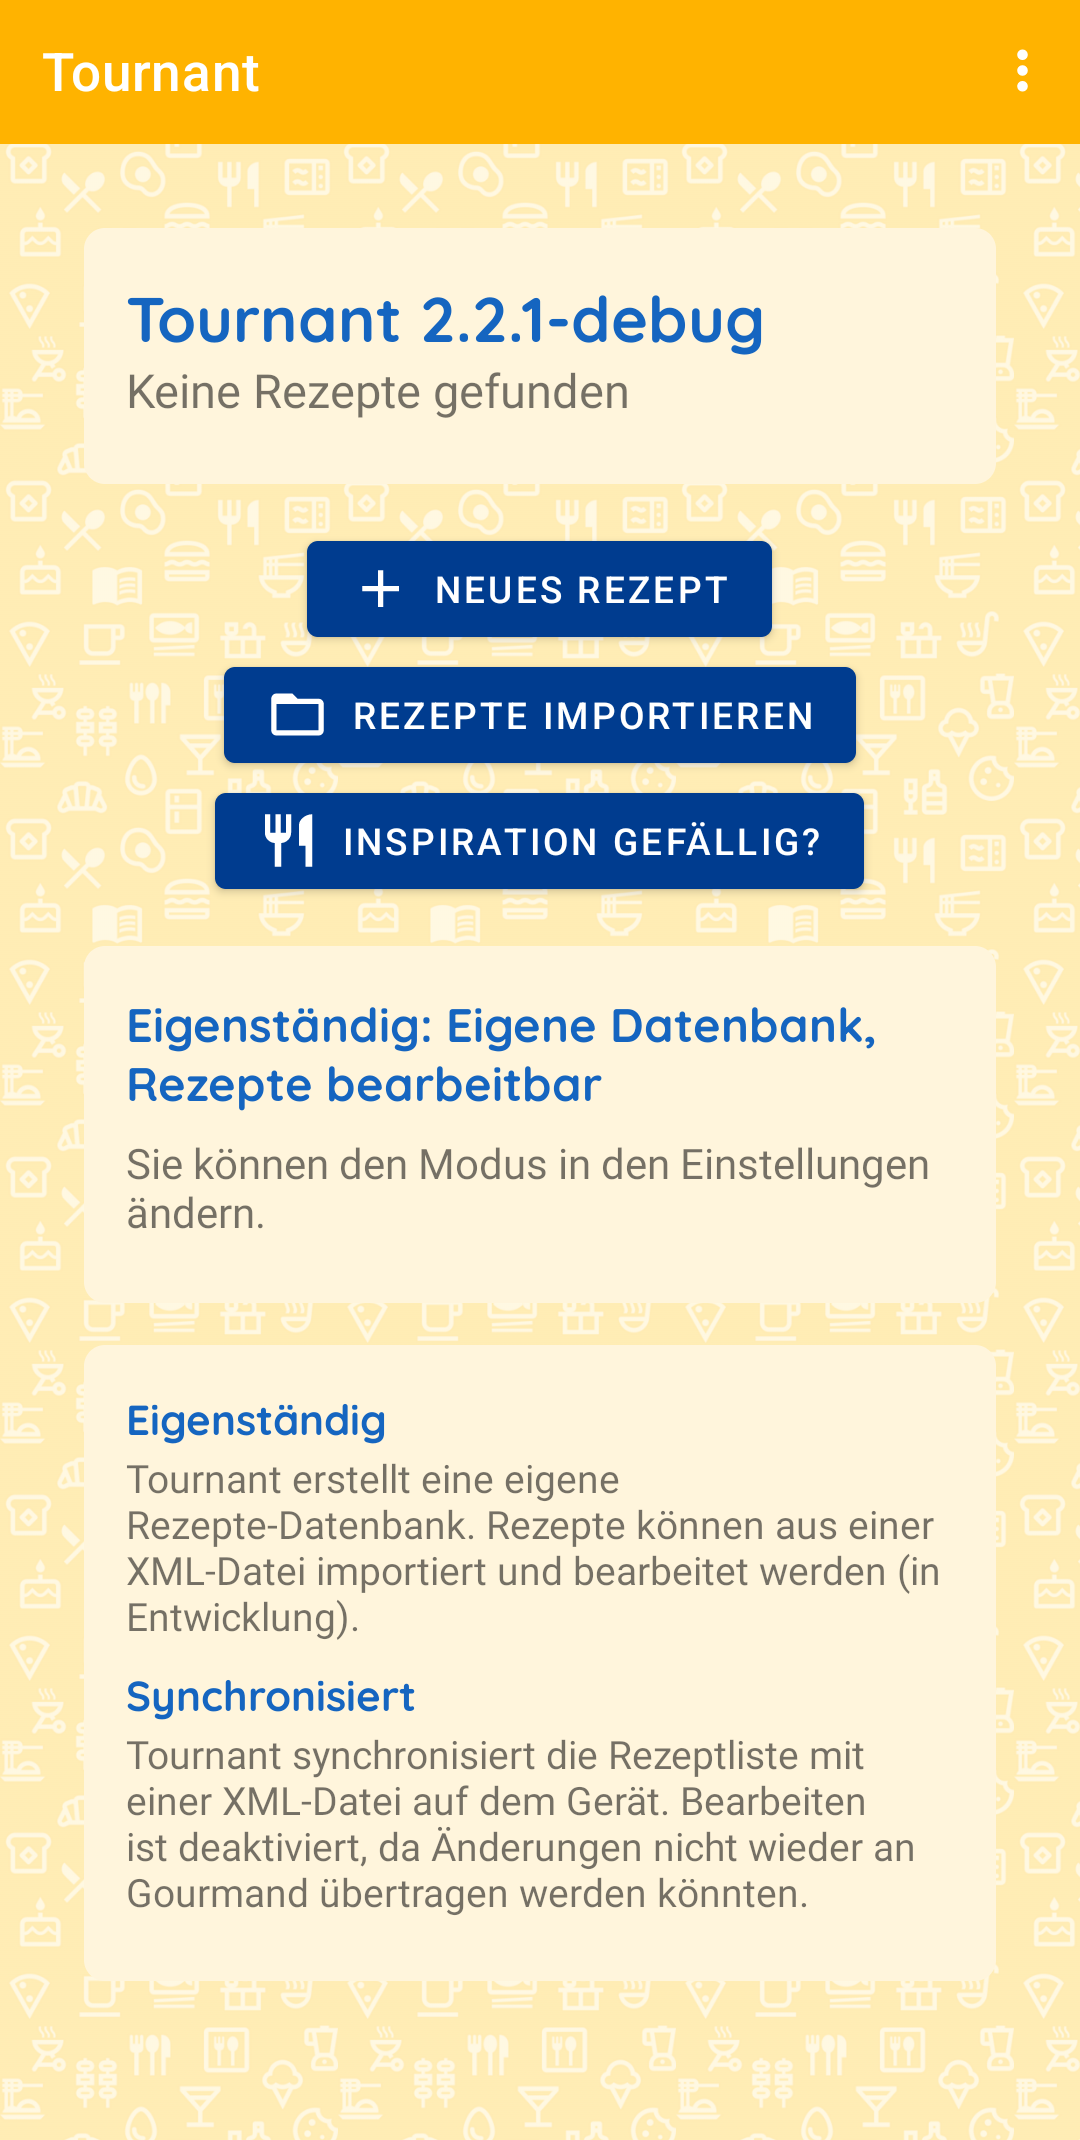 Tournant
Tournant 2.2.1-debug
Keine Rezepte gefunden
NEUES REZEPT
REZEPTE IMPORTIEREN
INSPIRATION GEFÄLLIG?
Eigenständig: Eigene Datenbank,
Rezepte bearbeitbar
Sie können den Modus in den Einstellungen
ändern.
Eigenständig
Tournant erstellt eine eigene
Rezepte-Datenbank. Rezepte können aus einer
XML-Datei importiert und bearbeitet werden (in
Entwicklung).
Synchronisiert
Tournant synchronisiert die Rezeptliste mit
einer XML-Datei auf dem Gerät. Bearbeiten
ist deaktiviert, da Änderungen nicht wieder an
Gourmand übertragen werden könnten.